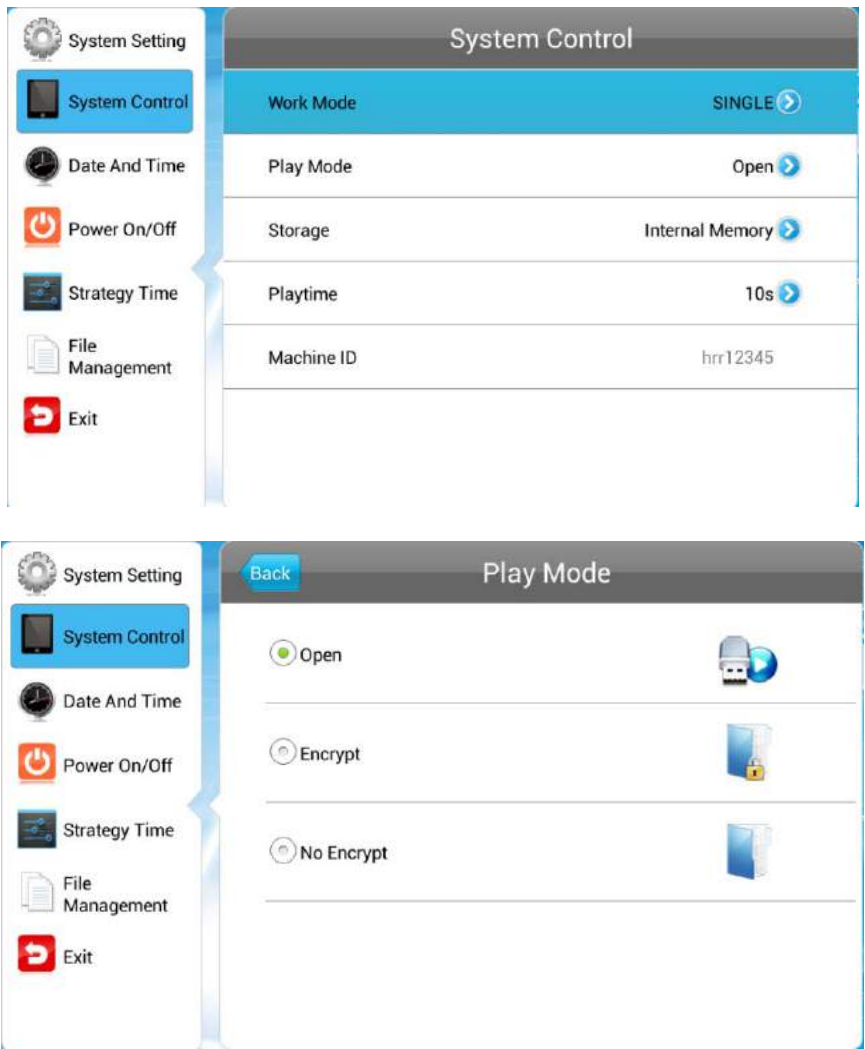 System Setting
System Control
Date And Time
Power On/Off
Strategy Time
File
Management
Exit
System Control
Work Mode SINGLE
Play Mode Open
Storage Internal Memory
Playtime 10s
Machine ID hrr12345
System Setting
System Control
Date And Time
Power On/Off
Strategy Time
File
Management
Exit
Back Play Mode
Open
Encrypt
No Encrypt